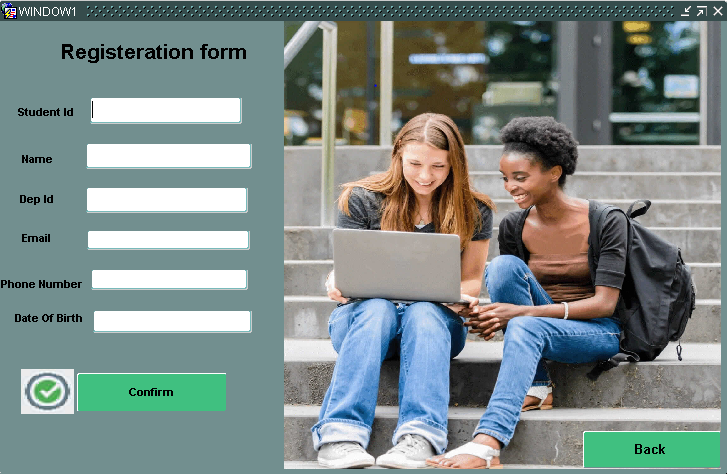 WINDOW1
Registeration form
Student Id
Name
Dep Id
Email
Phone Number
Date Of Birth
Confirm
Back